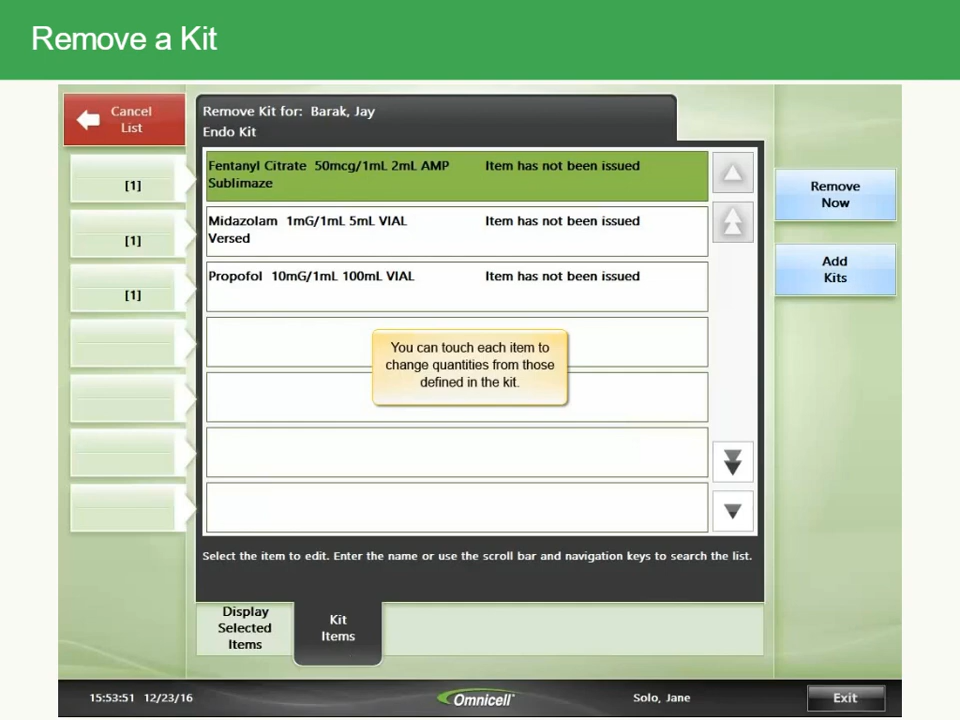 Remove a Kit
Cancel
List
Remove Kit for: Barak, Jay
Endo Kit
[1]
Fentanyl Citrate 50mcg/1mL 2mL AMP Item has not been issued
Sublimaze
Remove
Now
[1]
Midazolam 1mG/1mL 5mL VIAL Item has not been issued
Versed
Add
Kits
[1]
Propofol 10mG/1mL 100mL VIAL Item has not been issued
You can touch each item to
change quantities from those
defined in the kit.
Select the item to edit. Enter the name or use the scroll bar and navigation keys to search the list.
Display
Selected
Items
Kit
Items
15:53:51 12/23/16
Omnicell
Solo, Jane
Exit